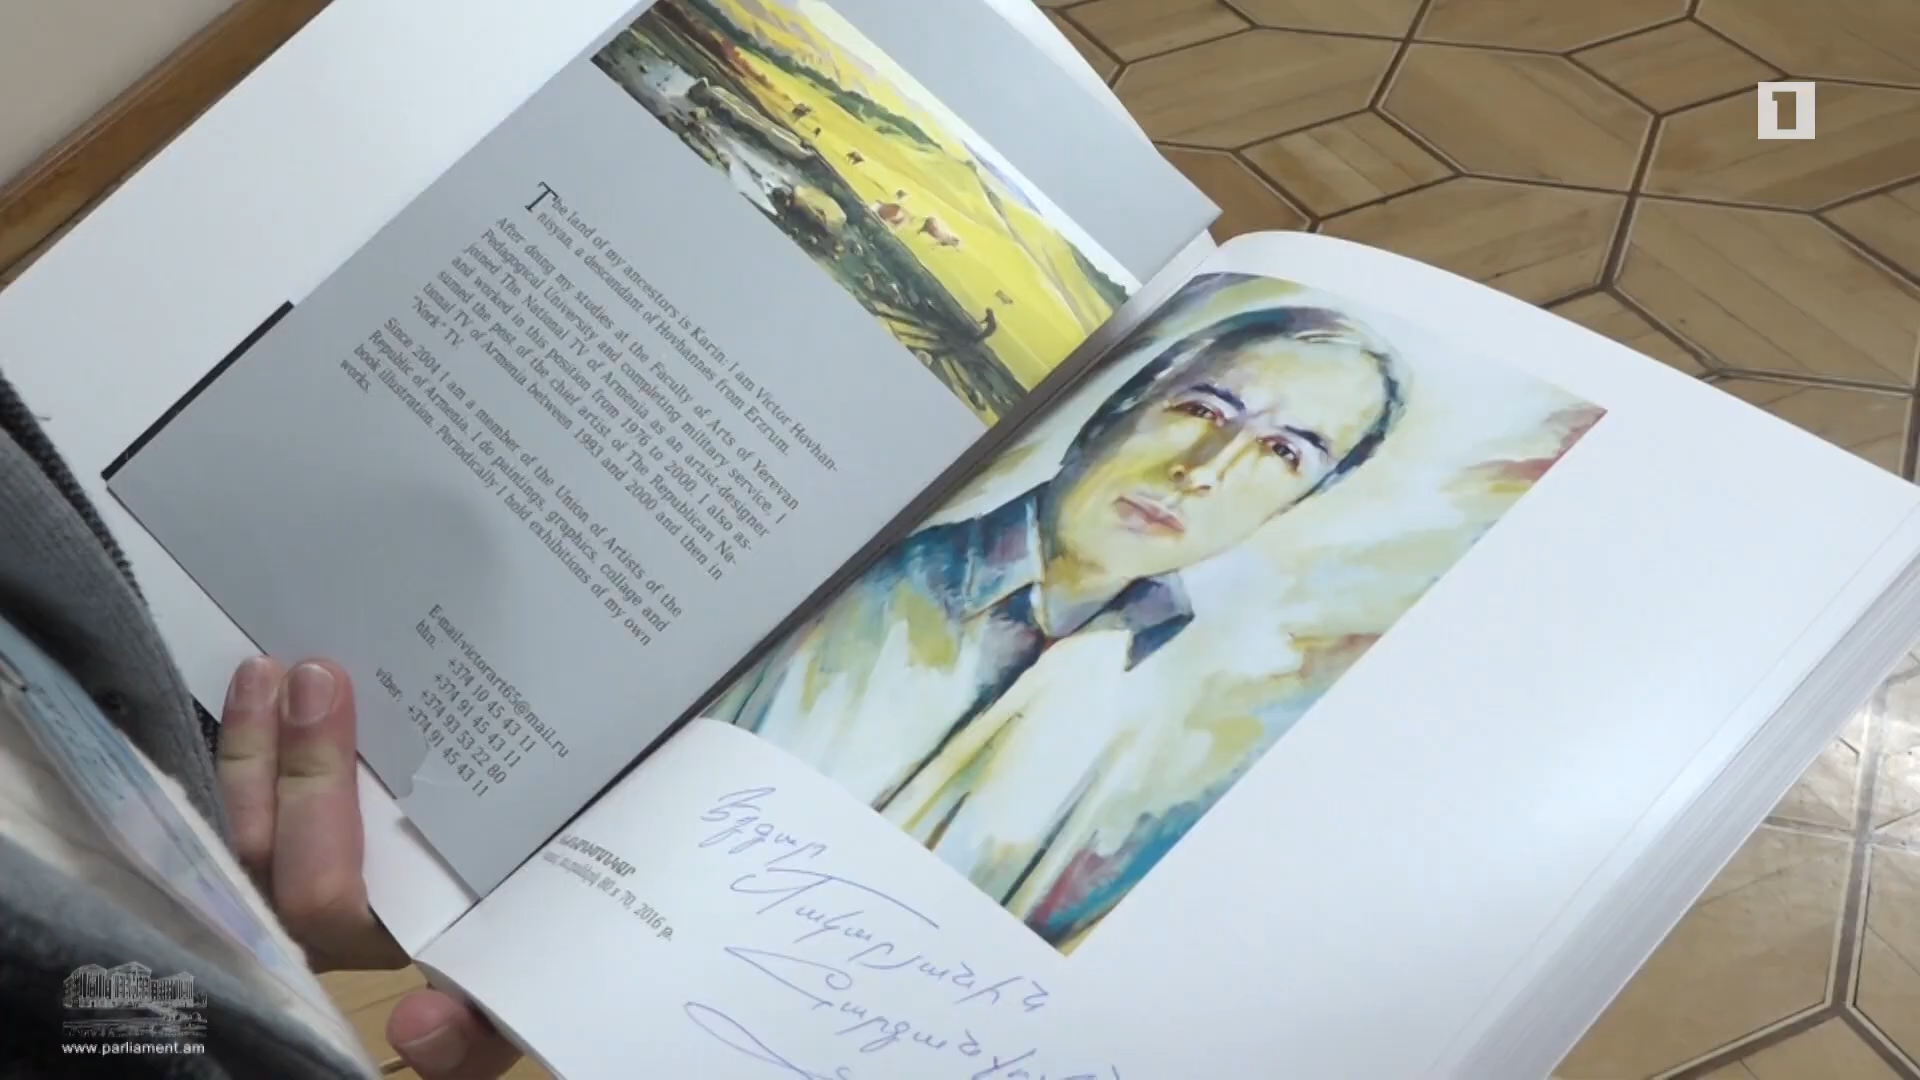 The land of my ancestors is Karin: I am Victor Hovhan-
nisyan, a descendant of Hovhannes from Erzrum.
After doing my studies at the Faculty of Arts of Yerevan
Pedagogical University and completing military service, I
joined The National TV of Armenia as an artist-designer
and worked in this position from 1976 to 2000. I also as-
sumed the post of the chief artist of The Republican Na-
tional TV of Armenia between 1993 and 2000 and then in
"Nork" TV.
Since 2004 I am a member of the Union of Artists of the
Republic of Armenia. I do paintings, graphics, collage and
book illustration. Periodically I hold exhibitions of my own
works.
E-mail:victorart65@mail.ru
hhn. +374 10 45 43 11
+374 91 45 43 11
+374 93 53 22 80
viber: +374 91 45 43 11
80 x 70, 2016 թ.
1
www.parliament.am